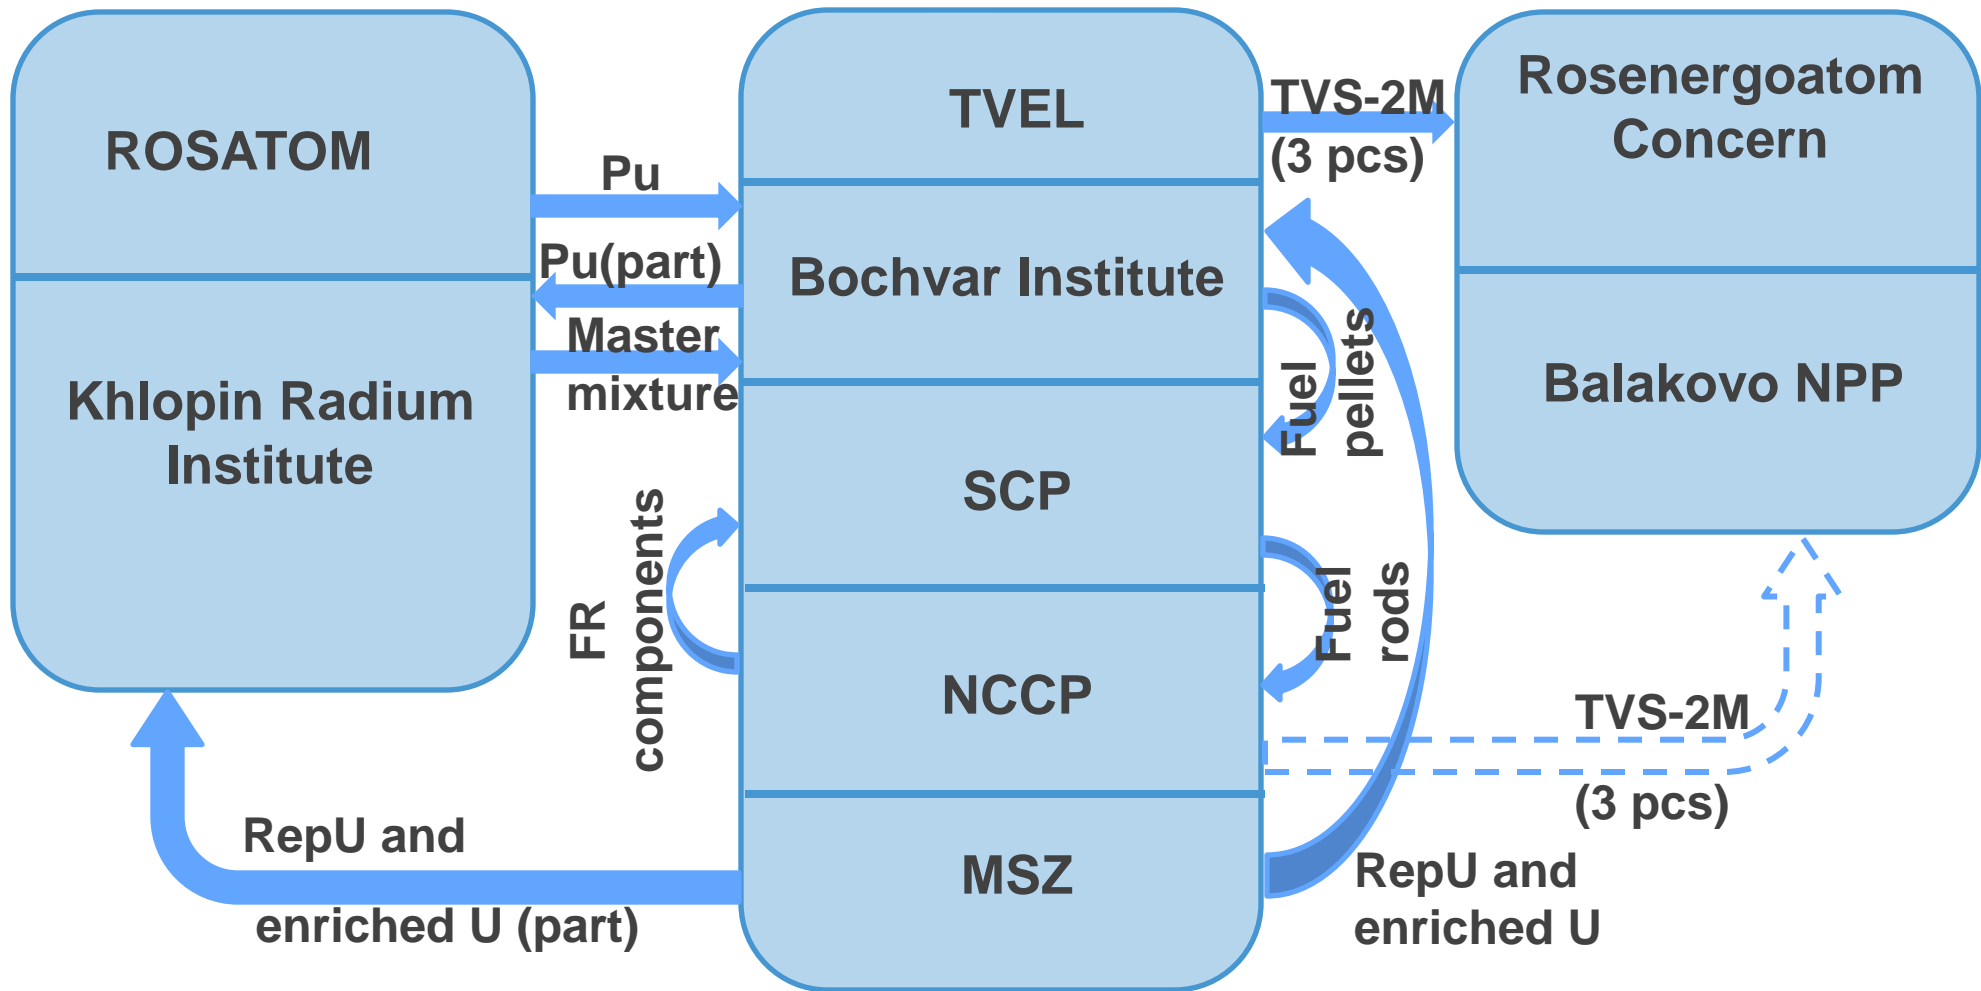 ROSATOM
Khlopin Radium
Institute
Pu
Pu(part)
Master
mixture
FR
components
RepU and
enriched U (part)
TVEL
Bochvar Institute
SCP
NCCP
MSZ
TVS-2M
(3 pcs)
Fuel
pellets
Fuel
rods
RepU and
enriched U
TVS-2M
(3 pcs)
Rosenergoatom
Concern
Balakovo NPP